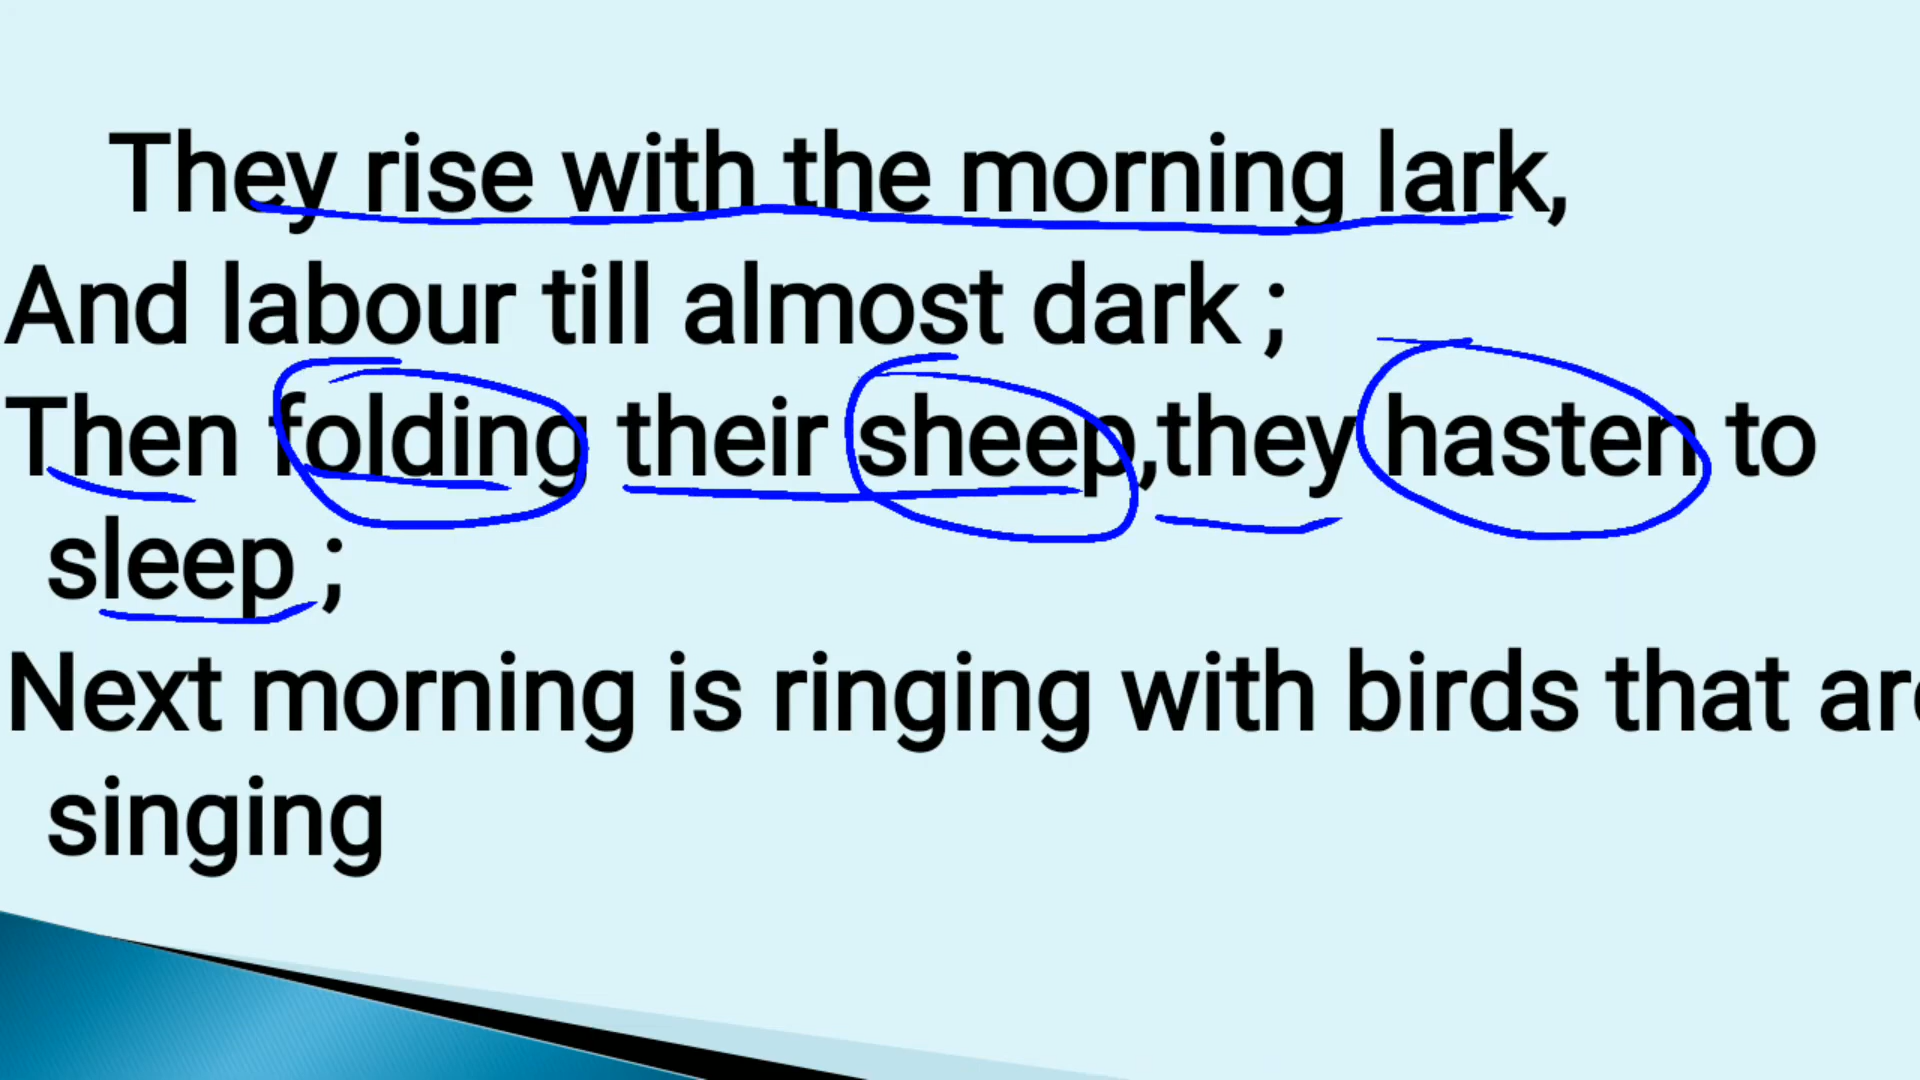 They rise with the morning lark,
And labour till almost dark ;
Then folding their sheep,they hasten to
sleep ;
Next morning is ringing with birds that are
singing